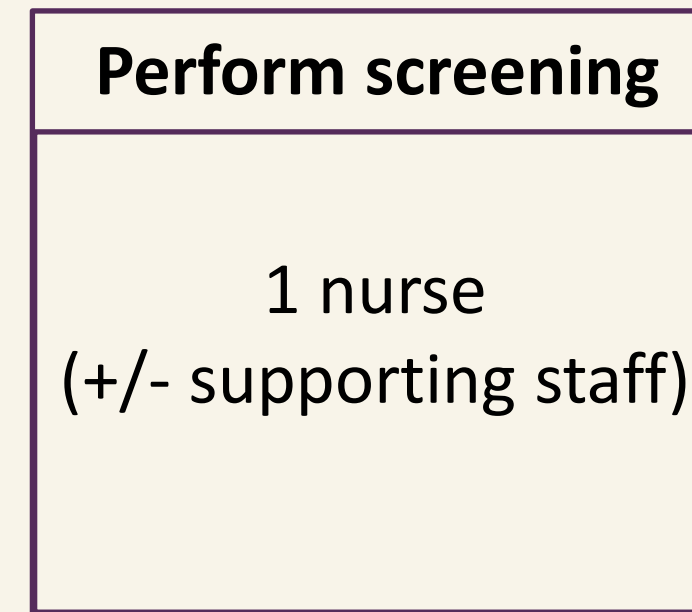 Perform screening
1 nurse
(+/- supporting staff)